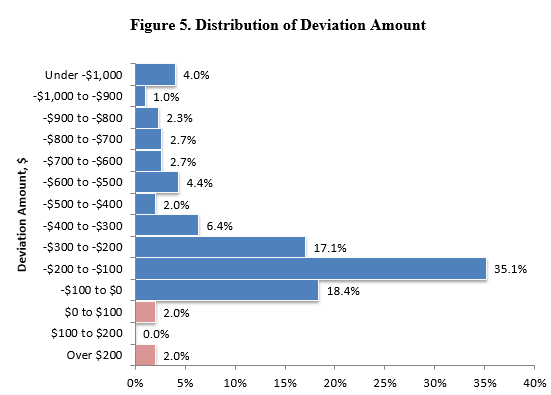 Figure 5. Distribution of Deviation Amount
Deviation Amount, $
Under -$1,000 4.0%
-$1,000 to -$900 1.0%
-$900 to -$800 2.3%
-$800 to -$700 2.7%
-$700 to -$600 2.7%
-$600 to -$500 4.4%
-$500 to -$400 2.0%
-$400 to -$300 6.4%
-$300 to -$200 17.1%
-$200 to -$100 35.1%
-$100 to $0 18.4%
$0 to $100 2.0%
$100 to $200 0.0%
Over $200 2.0%
0% 5% 10% 15% 20% 25% 30% 35% 40%